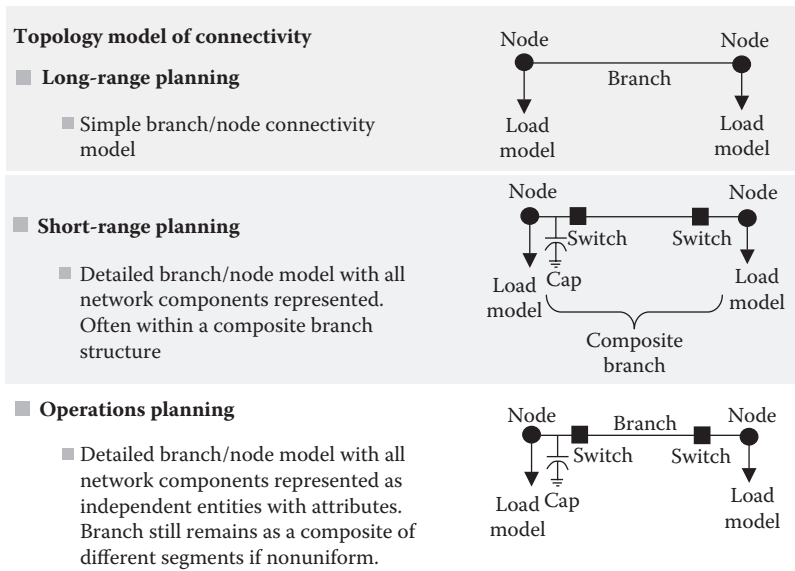 Topology model of connectivity
Long-range planning
Simple branch/node connectivity
model
Node
Node
Branch
Load
model
Load
model
Short-range planning
Detailed branch/node model with all
network components represented.
Often within a composite branch
structure
Node
Node
Switch
Switch
Load
model
Cap
Load
model
Composite
branch
Operations planning
Detailed branch/node model with all
network components represented as
independent entities with attributes.
Branch still remains as a composite of
different segments if nonuniform.
Node
Branch
Node
Switch
Switch
Load
model
Cap
Load
model